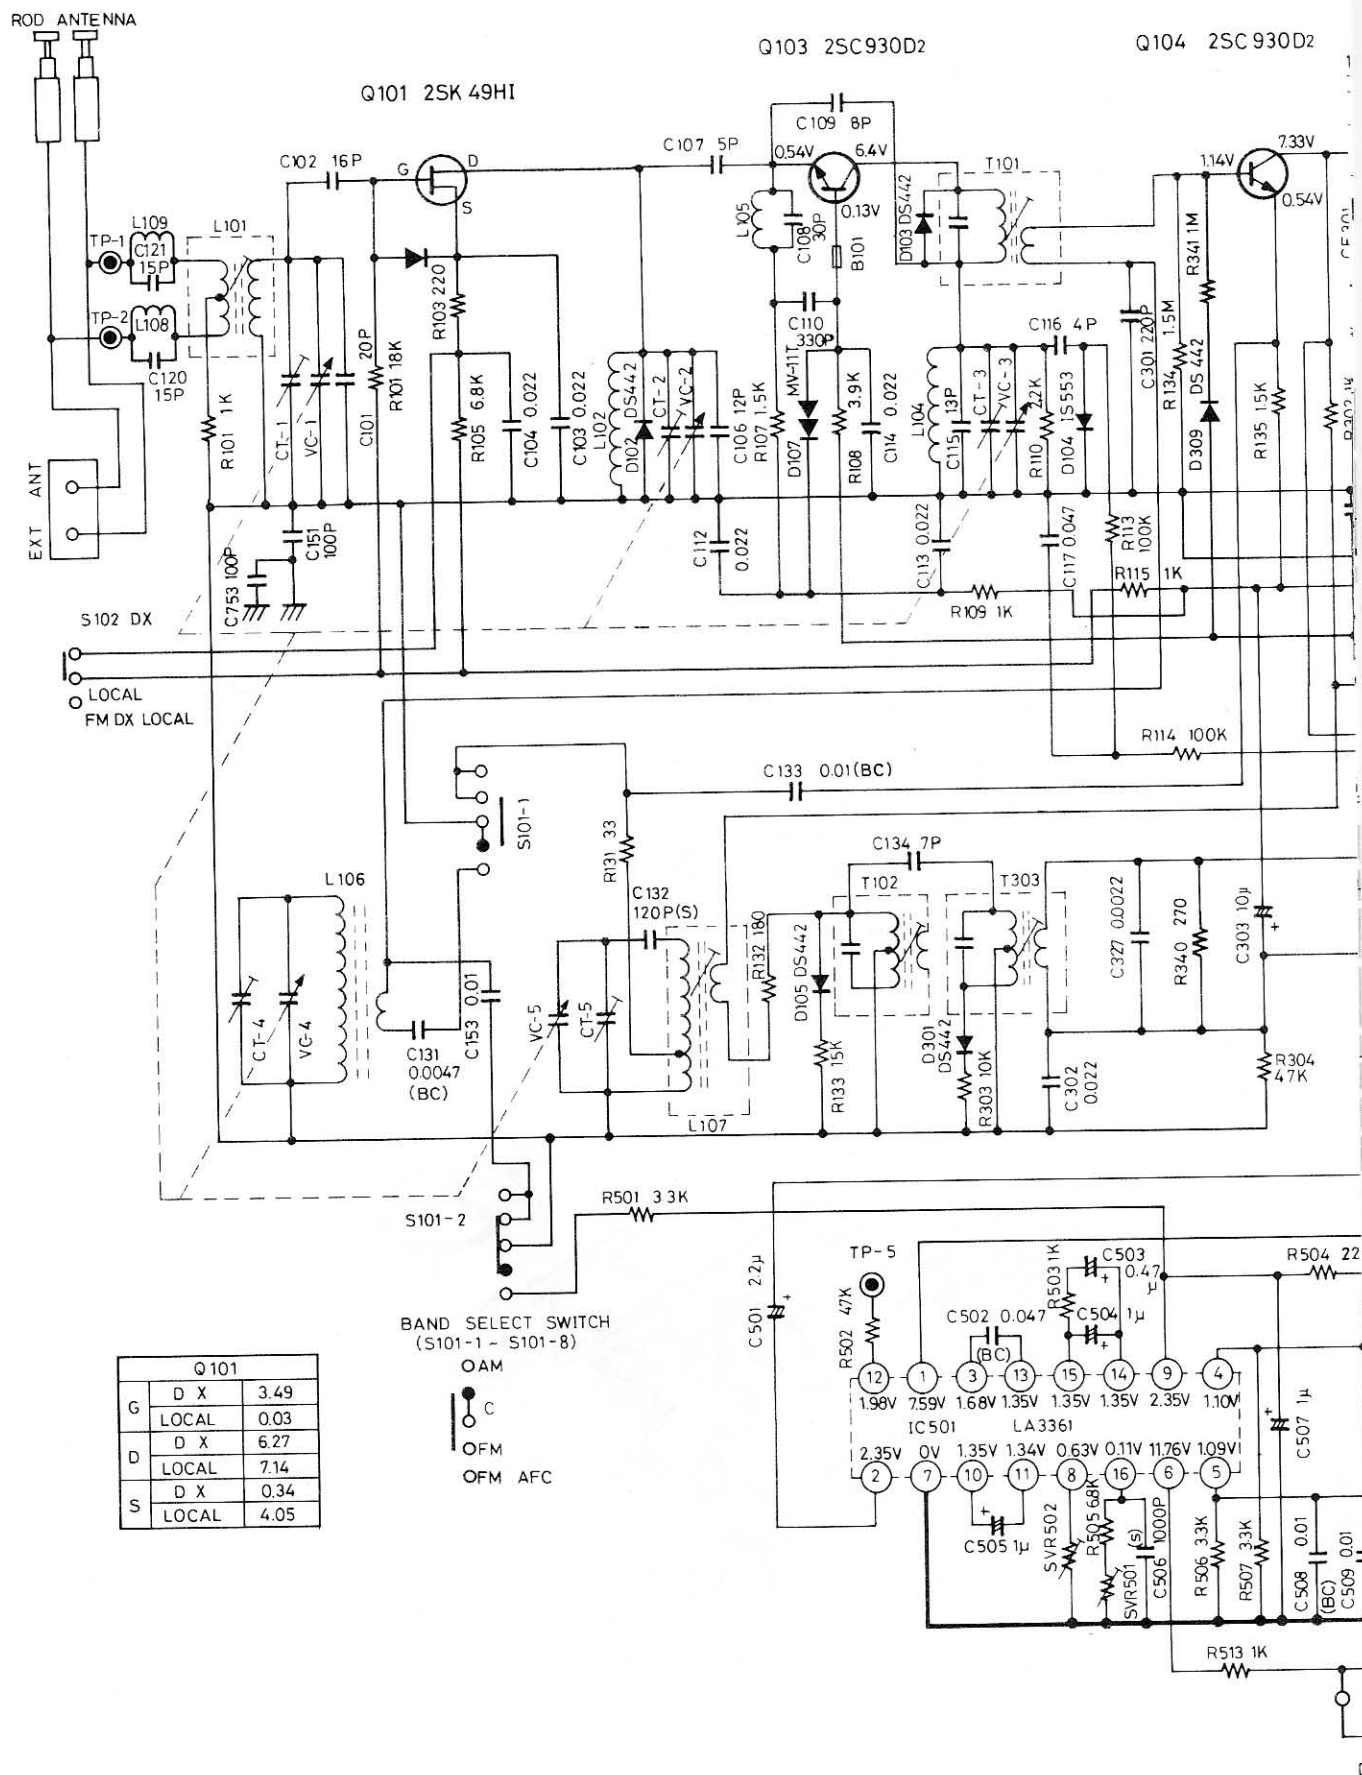 ROD ANTENNA
Q101 2SK 49HI
Q103 2SC930D2
Q104 2SC930D2
C102 16P
G
D
S
C107 5P
C109 8P
0.54V
6.4V
0.13V
T101
1.14V
7.33V
0.54V
TP-1
L109
C121
15P
L101
TP-2
L108
C120
15P
R101 1K
CT-1
VC-1
C101
20P
R101 18K
R103 220
R105 6.8K
C104 0.022
C103 0.022
L102
D102 DS442
CT-2
VC-2
C106 12P
R107 1.5K
L105
C108
30P
B101
C110
330P
MV-11T
D107
R108 3.9K
C114 0.022
D103 DS442
L104
C115 13P
CT-3
VC-3
R110 2.2K
C116 4P
D104 1S553
C301 220P
R134 1.5M
R341 1M
D309 DS 442
R135 1.5K
EXT ANT
C151
100P
C753 100P
C112
0.022
C113 0.022
R109 1K
C117 0.047
R113
100K
R115 1K
S102 DX
LOCAL
FM DX LOCAL
R114 100K
C133 0.01(BC)
S101-1
R131 33
C134 7P
L106
C132
120P(S)
R132 180
T102
T303
D105 DS442
C327 0.0022
R340 270
C303 10μ
+
CT-4
VC-4
C131
0.0047
(BC)
C153 0.01
VC-5
CT-5
L107
R133 15K
D301
DS442
R303 10K
C302
0.022
R304
47K
S101-2
R501 3.3K
BAND SELECT SWITCH
(S101-1 ~ S101-8)
AM
C
FM
FM AFC
C501 2.2μ
+
TP-5
R502 47K
C502 0.047
(BC)
R503 1K
C503
0.47
μ
+
C504 1μ
+
R504 22
12 1 3 13 15 14 9 4
1.98V 7.59V 1.68V 1.35V 1.35V 1.35V 2.35V 1.10V
IC501 LA3361
2.35V 0V 1.35V 1.34V 0.63V 0.11V 11.76V 1.09V
2 7 10 11 8 16 6 5
C505 1μ
+
SVR502
R505 6.8K
SVR501
C506 1000P
(S)
R506 3.3K
R507 3.3K
C507 1μ
+
C508 0.01
(BC)
C509 0.01
R513 1K
Q101
G D X 3.49
LOCAL 0.03
D D X 6.27
LOCAL 7.14
S D X 0.34
LOCAL 4.05